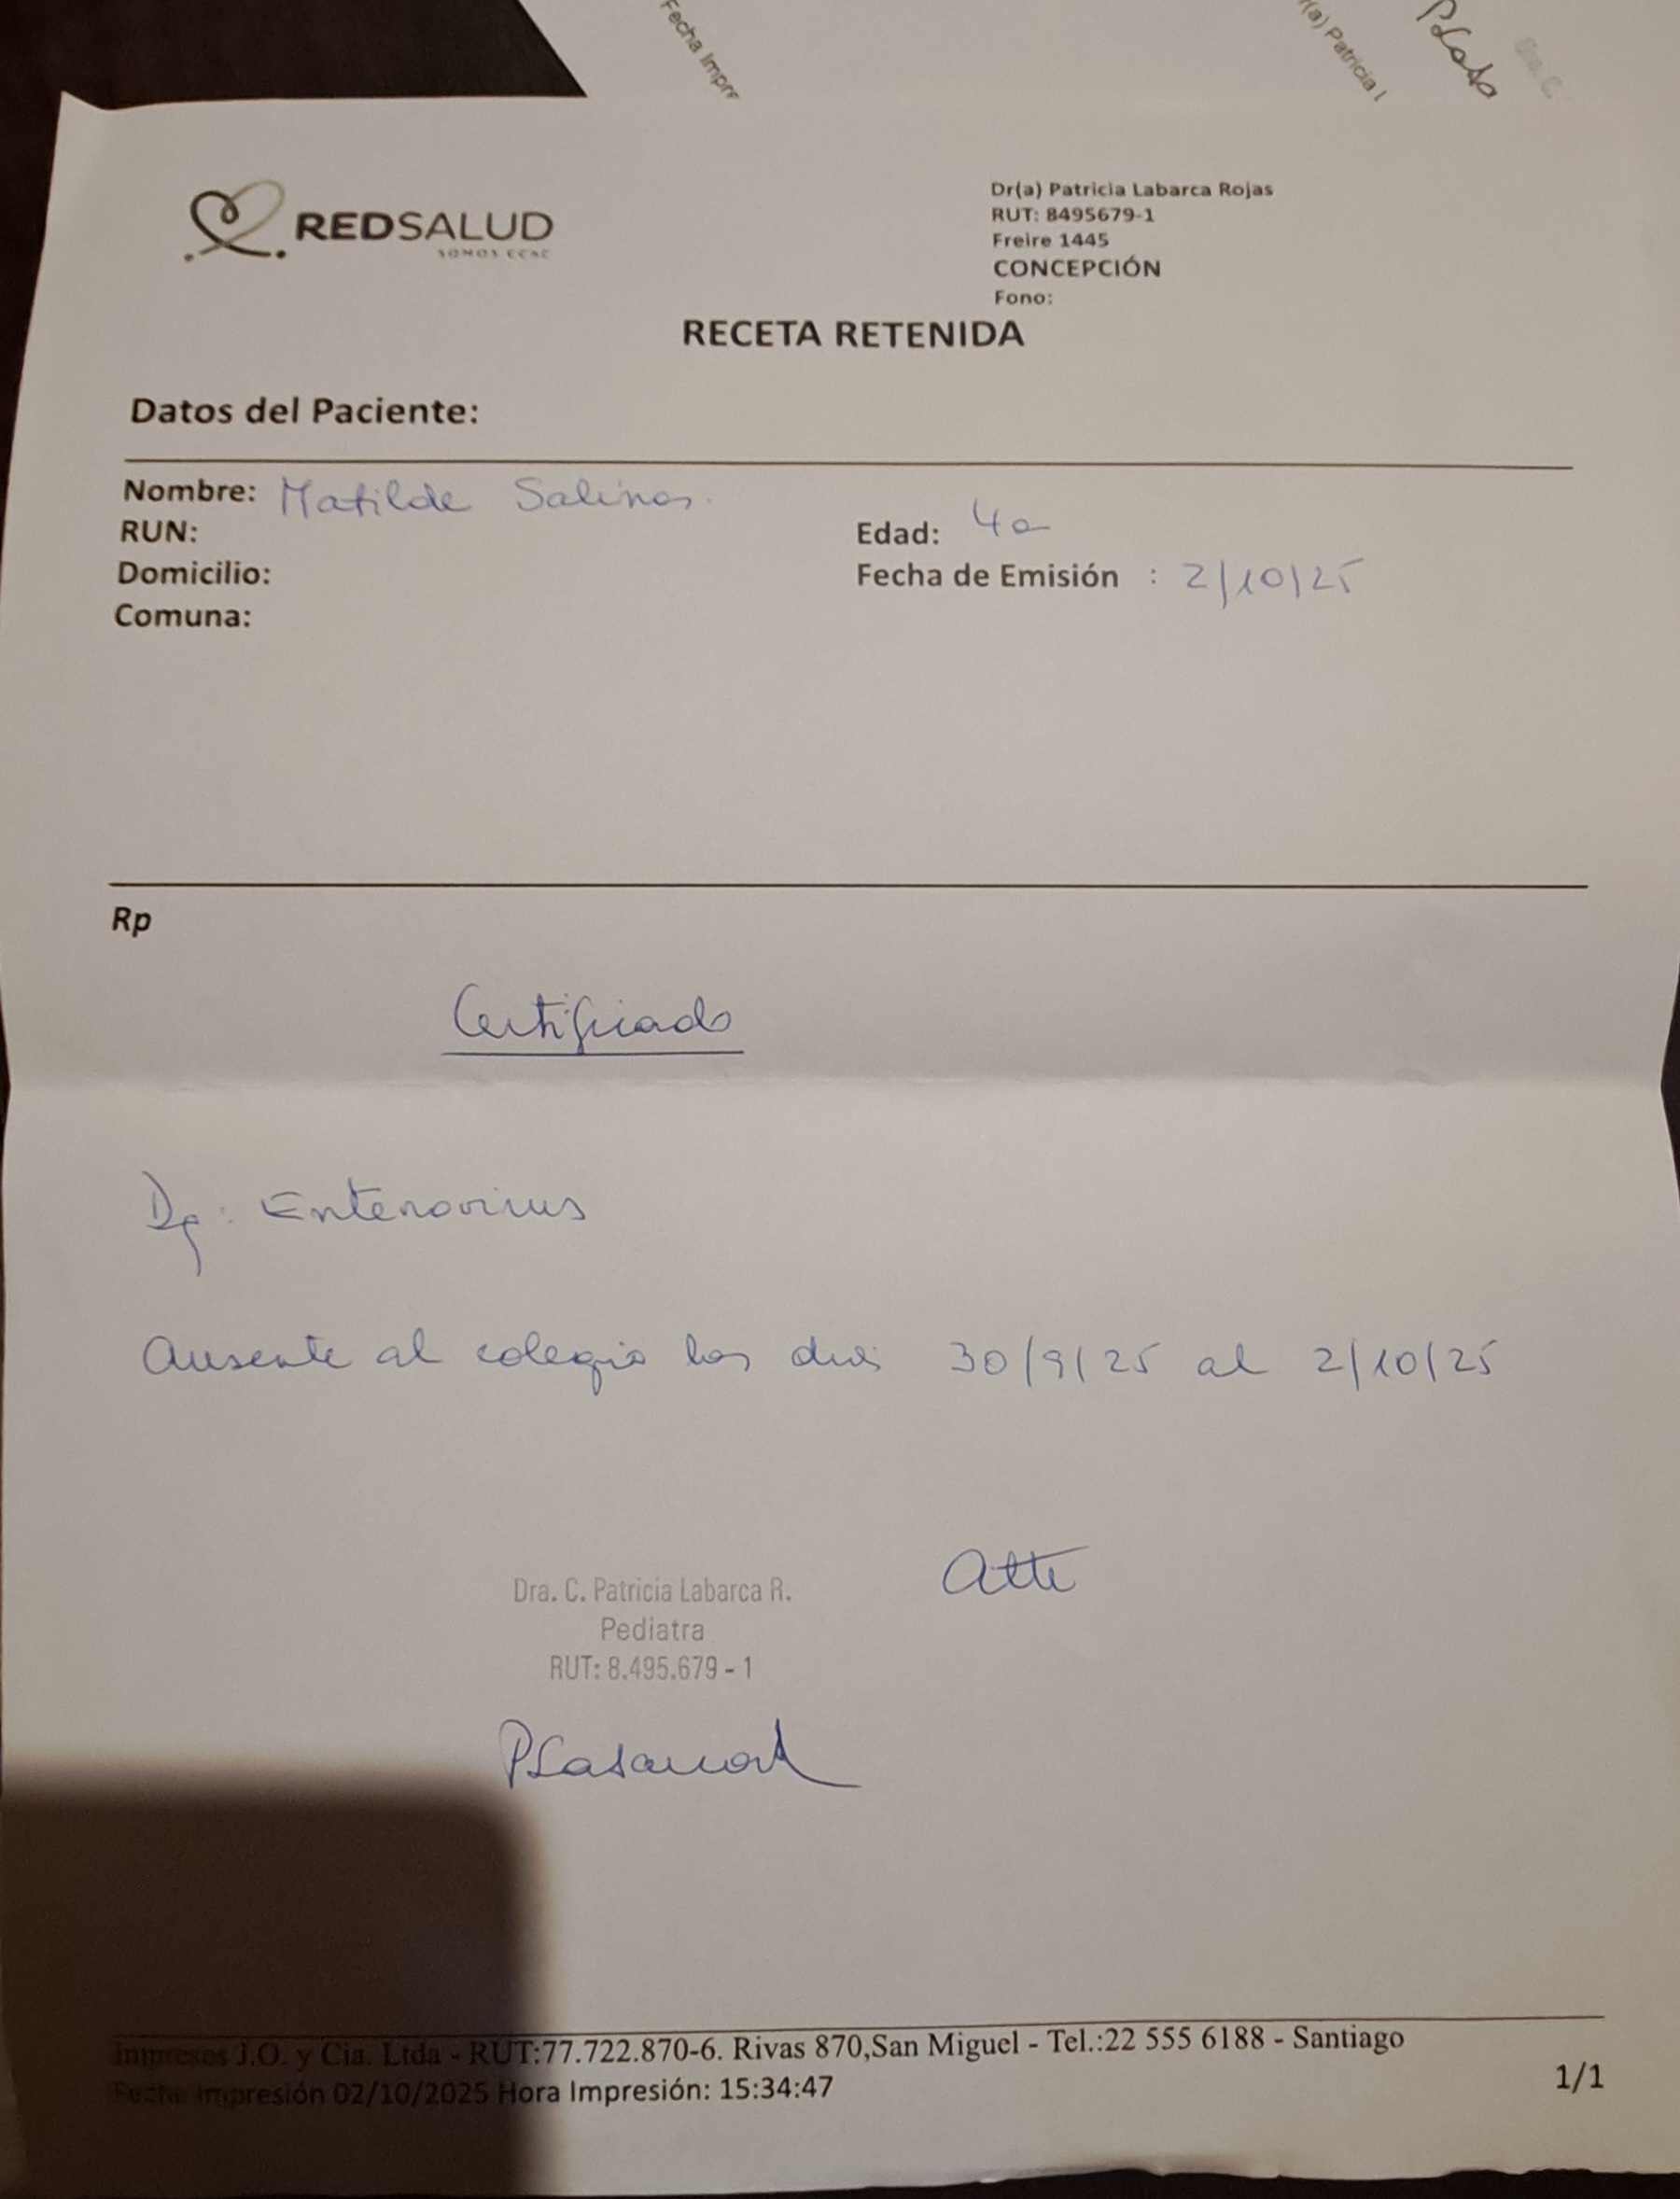 Fecha Impr
r(a) Patricia l
Dra. C.
REDSALUD
SOMOS CChC
Dr(a) Patricia Labarca Rojas
RUT: 8495679-1
Freire 1445
CONCEPCIÓN
Fono:
RECETA RETENIDA
Datos del Paciente:
Nombre: Matilde Salinas.
RUN:
Edad: 4a
Domicilio:
Fecha de Emisión : 2/10/25
Comuna:
Rp
Certificado
Dg: Enterovirus
Ausente al colegio los días 30/9/25 al 2/10/25
Atte
Dra. C. Patricia Labarca R.
Pediatra
RUT: 8.495.679 - 1
Impresos J.O. y Cia. Ltda - RUT:77.722.870-6. Rivas 870,San Miguel - Tel.:22 555 6188 - Santiago
Fecha Impresión 02/10/2025 Hora Impresión: 15:34:47
1/1